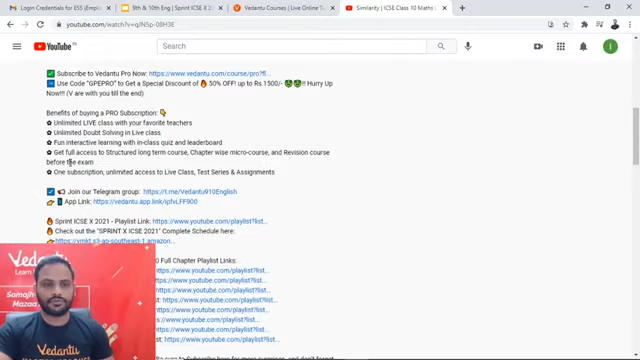 Login Credentials for ESS (Emplo
9th & 10th Eng | Sprint ICSE X
Vedantu Courses | Live Online T
Similarity | ICSE Class 10 Maths
youtube.com/watch?v=qJN5p-08H3E
YouTube
IN
Search
I
Subscribe to Vedantu Pro Now: https://www.vedantu.com/course/pro?fl...
Use Code "GPEPRO" to Get a Special Discount of 🔥 50% OFF! up to Rs.1500/- Hurry Up
Now!!! (V are with you till the end)
Benefits of buying a PRO Subscription: 👇
✿ Unlimited LIVE class with your favorite teachers
✿ Unlimited Doubt Solving in Live class
✿ Fun interactive learning with in-class quiz and leaderboard
✿ Get full access to Structured long term course, Chapter wise micro-course, and Revision course
before the exam
✿ One subscription, unlimited access to Live Class, Test Series & Assignments
Join our Telegram group: https://t.me/Vedantu910English
👉 App Link: https://vedantu.app.link/ipfvLFF900
🔥 Sprint ICSE X 2021 - Playlist Link: https://www.youtube.com/playlist?list...
🔥 Check out the "SPRINT X ICSE 2021" Complete Schedule here:
👉 https://vmkt.s3-ap-southeast-1.amazon...
0 Full Chapter Playlist Links:
https://www.youtube.com/playlist?list...
https://www.youtube.com/playlist?list...
https://www.youtube.com/playlist?list...
https://www.youtube.com/playlist?list...
https://www.youtube.com/playlist?list...
https://www.youtube.com/playlist?list...
https://www.youtube.com/playlist?list...
VEDANTU
Learn
Samajh
Mazaa
Vedantu